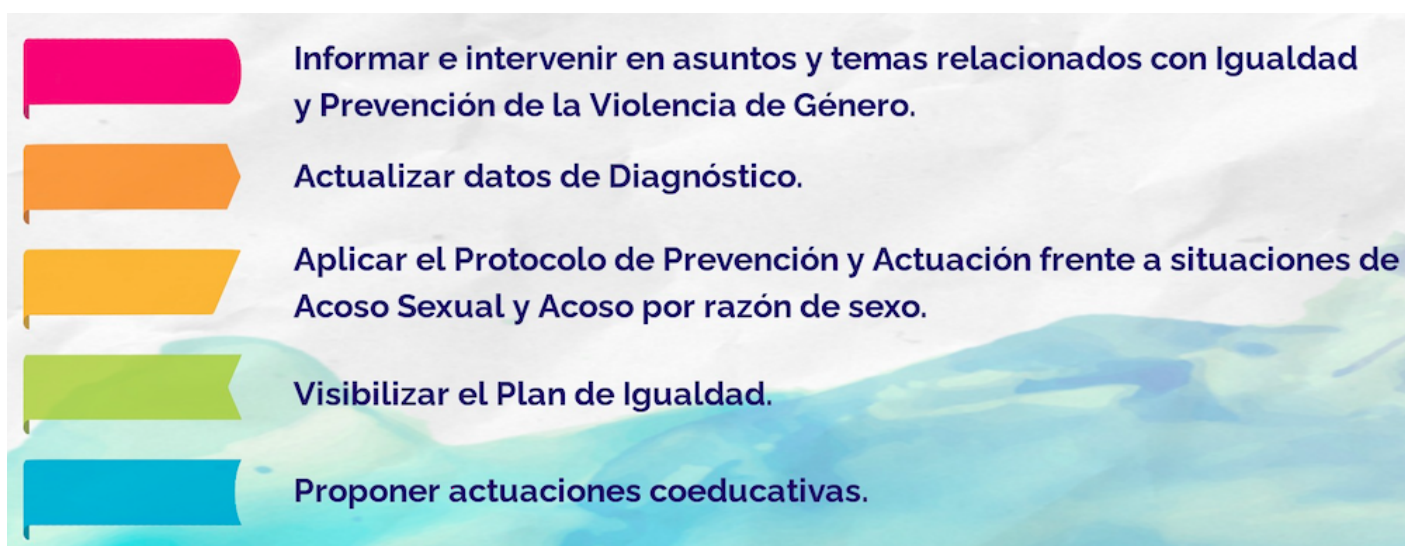 Informar e intervenir en asuntos y temas relacionados con Igualdad
y Prevención de la Violencia de Género.
Actualizar datos de Diagnóstico.
Aplicar el Protocolo de Prevención y Actuación frente a situaciones de
Acoso Sexual y Acoso por razón de sexo.
Visibilizar el Plan de Igualdad.
Proponer actuaciones coeducativas.